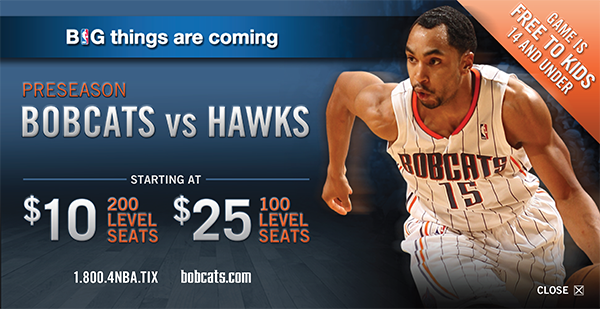 BIG things are coming
GAME IS
FREE TO KIDS
14 AND UNDER
PRESEASON
BOBCATS vs HAWKS
STARTING AT
$10 200 LEVEL SEATS
$25 100 LEVEL SEATS
BOBCATS
15
1.800.4NBA.TIX bobcats.com
CLOSE